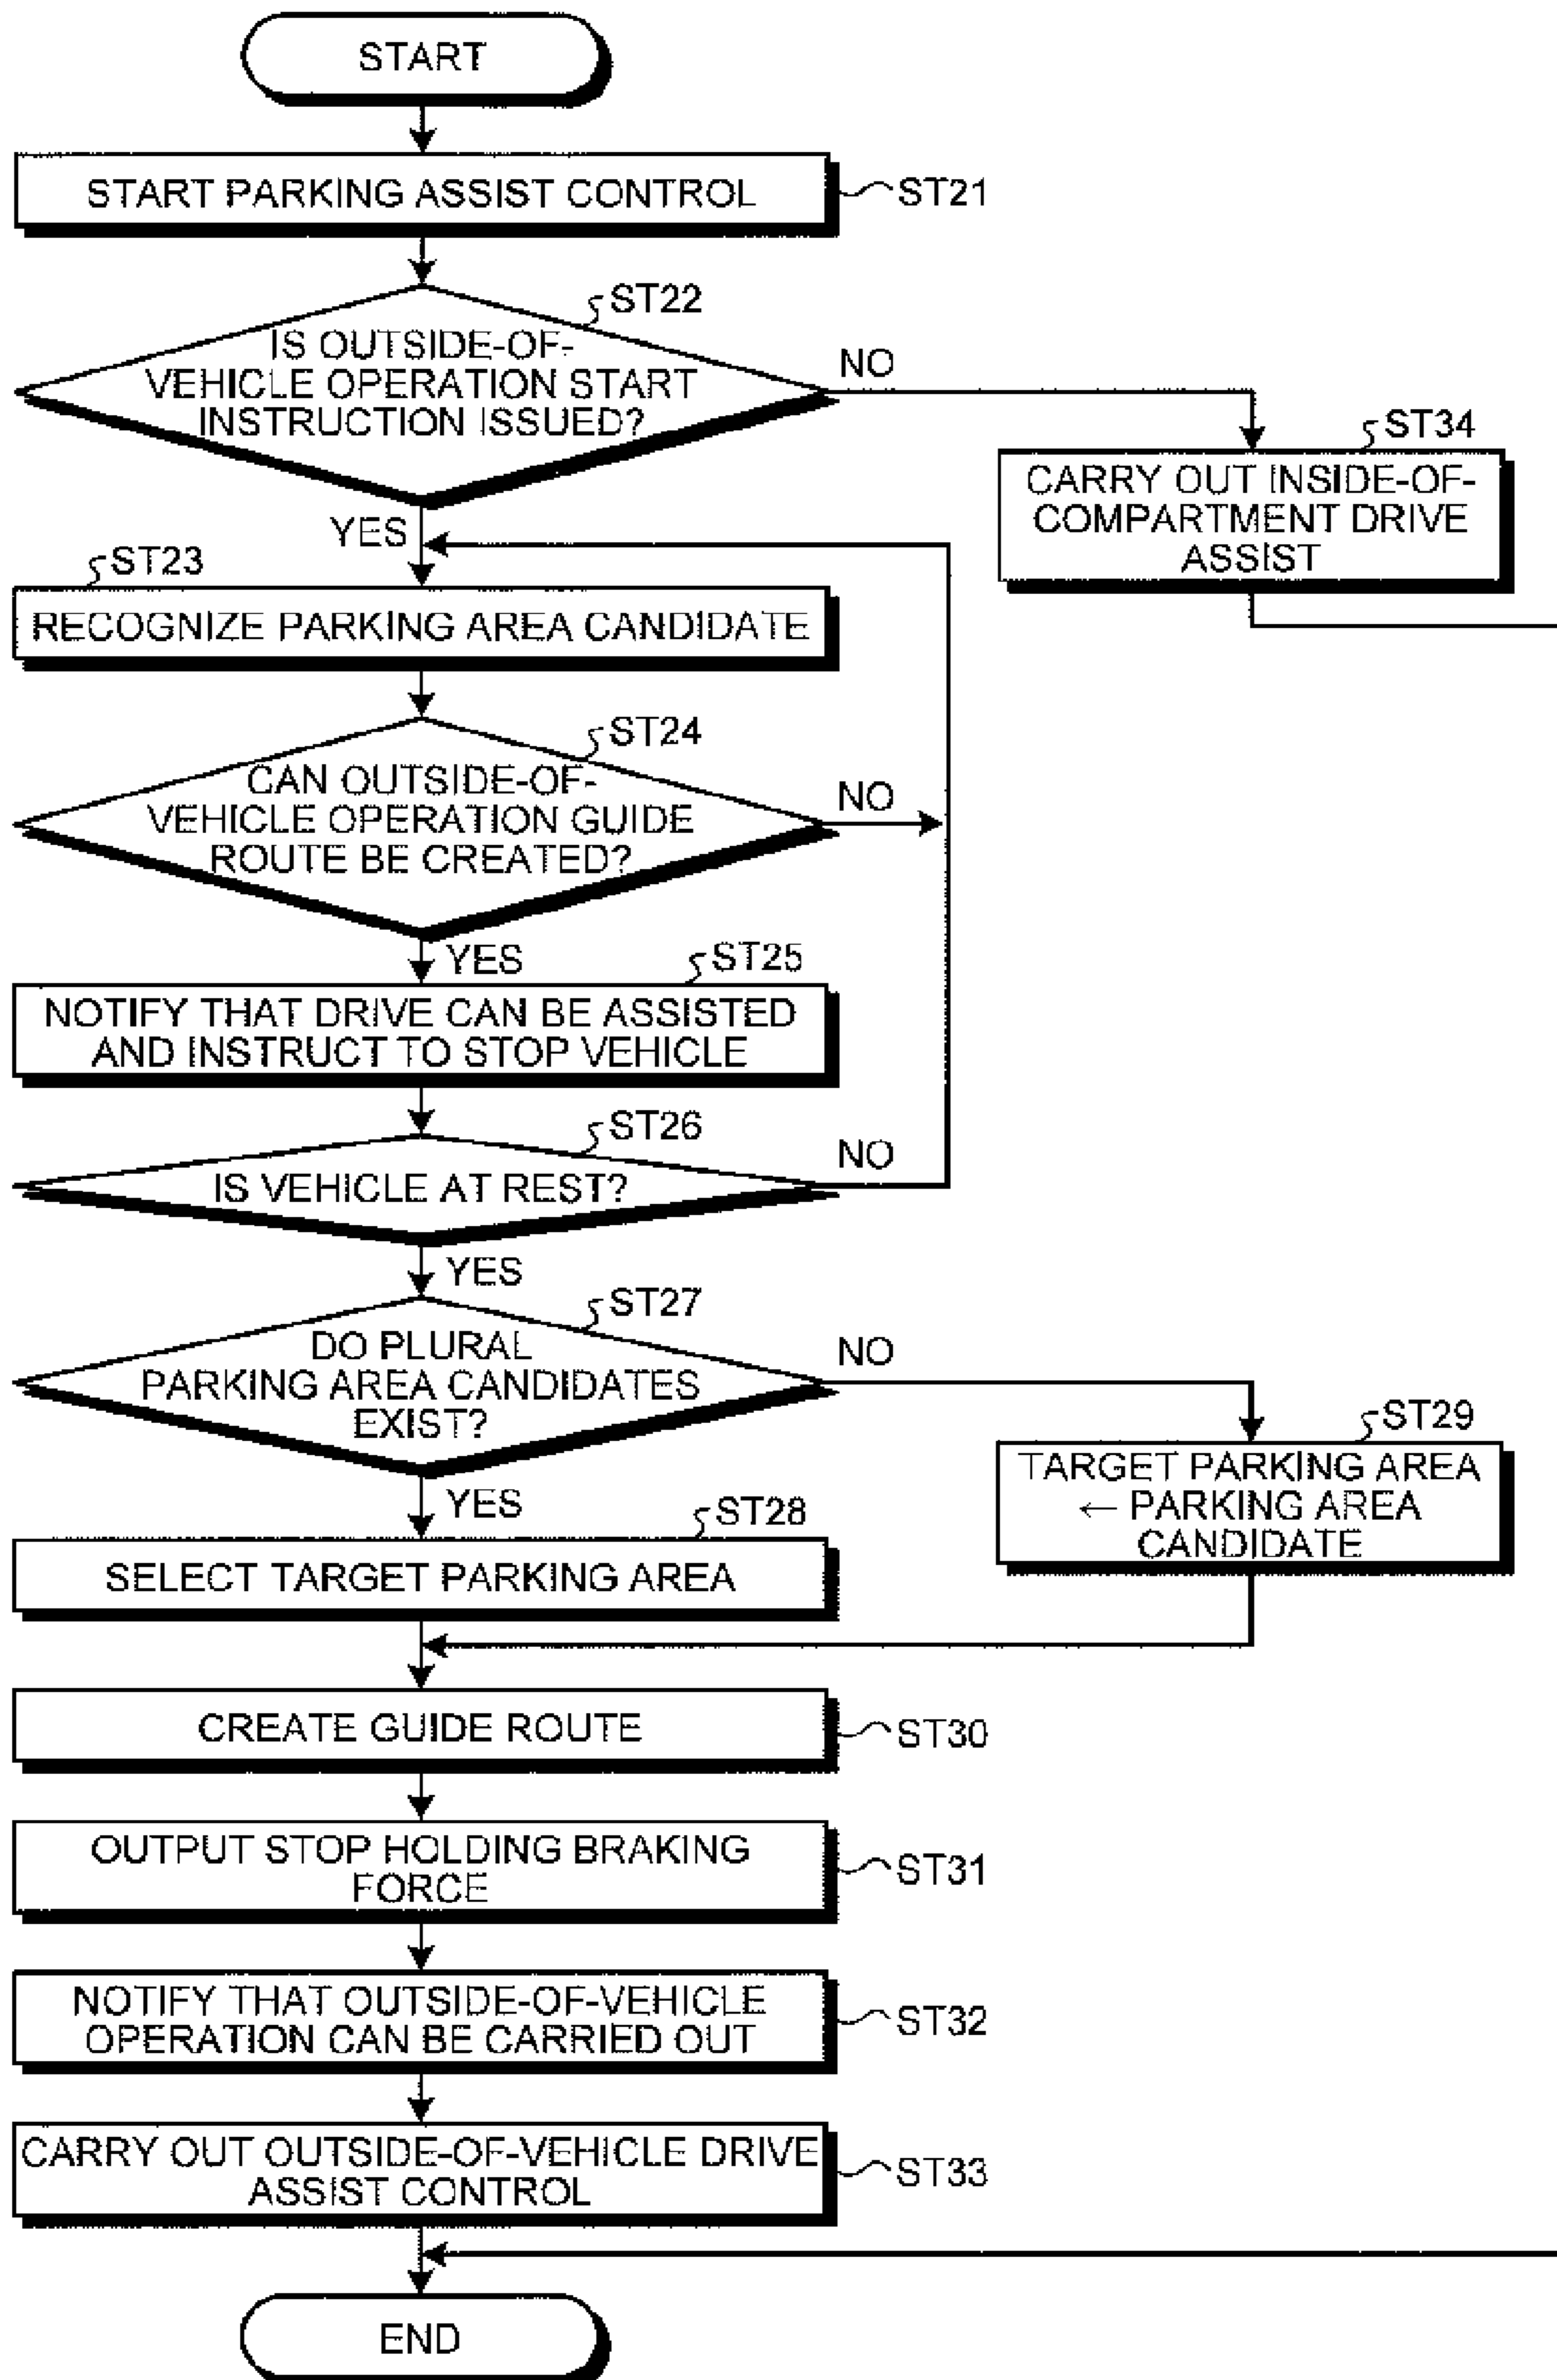 START
START PARKING ASSIST CONTROL
ST21
ST22
IS OUTSIDE-OF-
VEHICLE OPERATION START
INSTRUCTION ISSUED?
NO
ST34
CARRY OUT INSIDE-OF-
COMPARTMENT DRIVE
ASSIST
YES
ST23
RECOGNIZE PARKING AREA CANDIDATE
ST24
CAN OUTSIDE-OF-
VEHICLE OPERATION GUIDE
ROUTE BE CREATED?
NO
YES
ST25
NOTIFY THAT DRIVE CAN BE ASSISTED
AND INSTRUCT TO STOP VEHICLE
ST26
IS VEHICLE AT REST?
NO
YES
ST27
DO PLURAL
PARKING AREA CANDIDATES
EXIST?
NO
ST29
TARGET PARKING AREA
← PARKING AREA
CANDIDATE
YES
ST28
SELECT TARGET PARKING AREA
CREATE GUIDE ROUTE
ST30
OUTPUT STOP HOLDING BRAKING
FORCE
ST31
NOTIFY THAT OUTSIDE-OF-VEHICLE
OPERATION CAN BE CARRIED OUT
ST32
CARRY OUT OUTSIDE-OF-VEHICLE DRIVE
ASSIST CONTROL
ST33
END